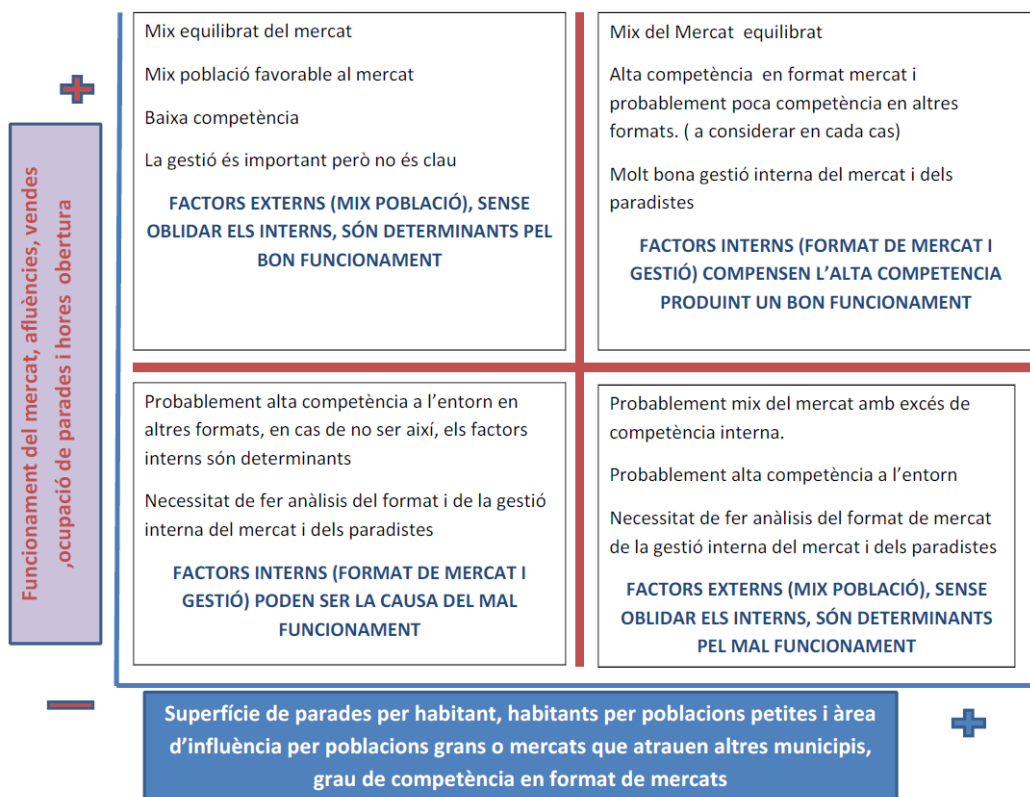 Funcionament del mercat, afluències, vendes
,ocupació de parades i hores obertura
Mix equilibrat del mercat
Mix població favorable al mercat
Baixa competència
La gestió és important però no és clau
FACTORS EXTERNS (MIX POBLACIÓ), SENSE
OBLIDAR ELS INTERNS, SÓN DETERMINANTS PEL
BON FUNCIONAMENT
Mix del Mercat equilibrat
Alta competència en format mercat i
probablement poca competència en altres
formats. ( a considerar en cada cas)
Molt bona gestió interna del mercat i dels
paradistes
FACTORS INTERNS (FORMAT DE MERCAT I
GESTIÓ) COMPENSEN L’ALTA COMPETENCIA
PRODUINT UN BON FUNCIONAMENT
Probablement alta competència a l’entorn en
altres formats, en cas de no ser així, els factors
interns són determinants
Necessitat de fer anàlisis del format i de la gestió
interna del mercat i dels paradistes
FACTORS INTERNS (FORMAT DE MERCAT I
GESTIÓ) PODEN SER LA CAUSA DEL MAL
FUNCIONAMENT
Probablement mix del mercat amb excés de
competència interna.
Probablement alta competència a l’entorn
Necessitat de fer anàlisis del format de mercat
de la gestió interna del mercat i dels paradistes
FACTORS EXTERNS (MIX POBLACIÓ), SENSE
OBLIDAR ELS INTERNS, SÓN DETERMINANTS
PEL MAL FUNCIONAMENT
Superfície de parades per habitant, habitants per poblacions petites i àrea
d’influència per poblacions grans o mercats que atrauen altres municipis,
grau de competència en format de mercats